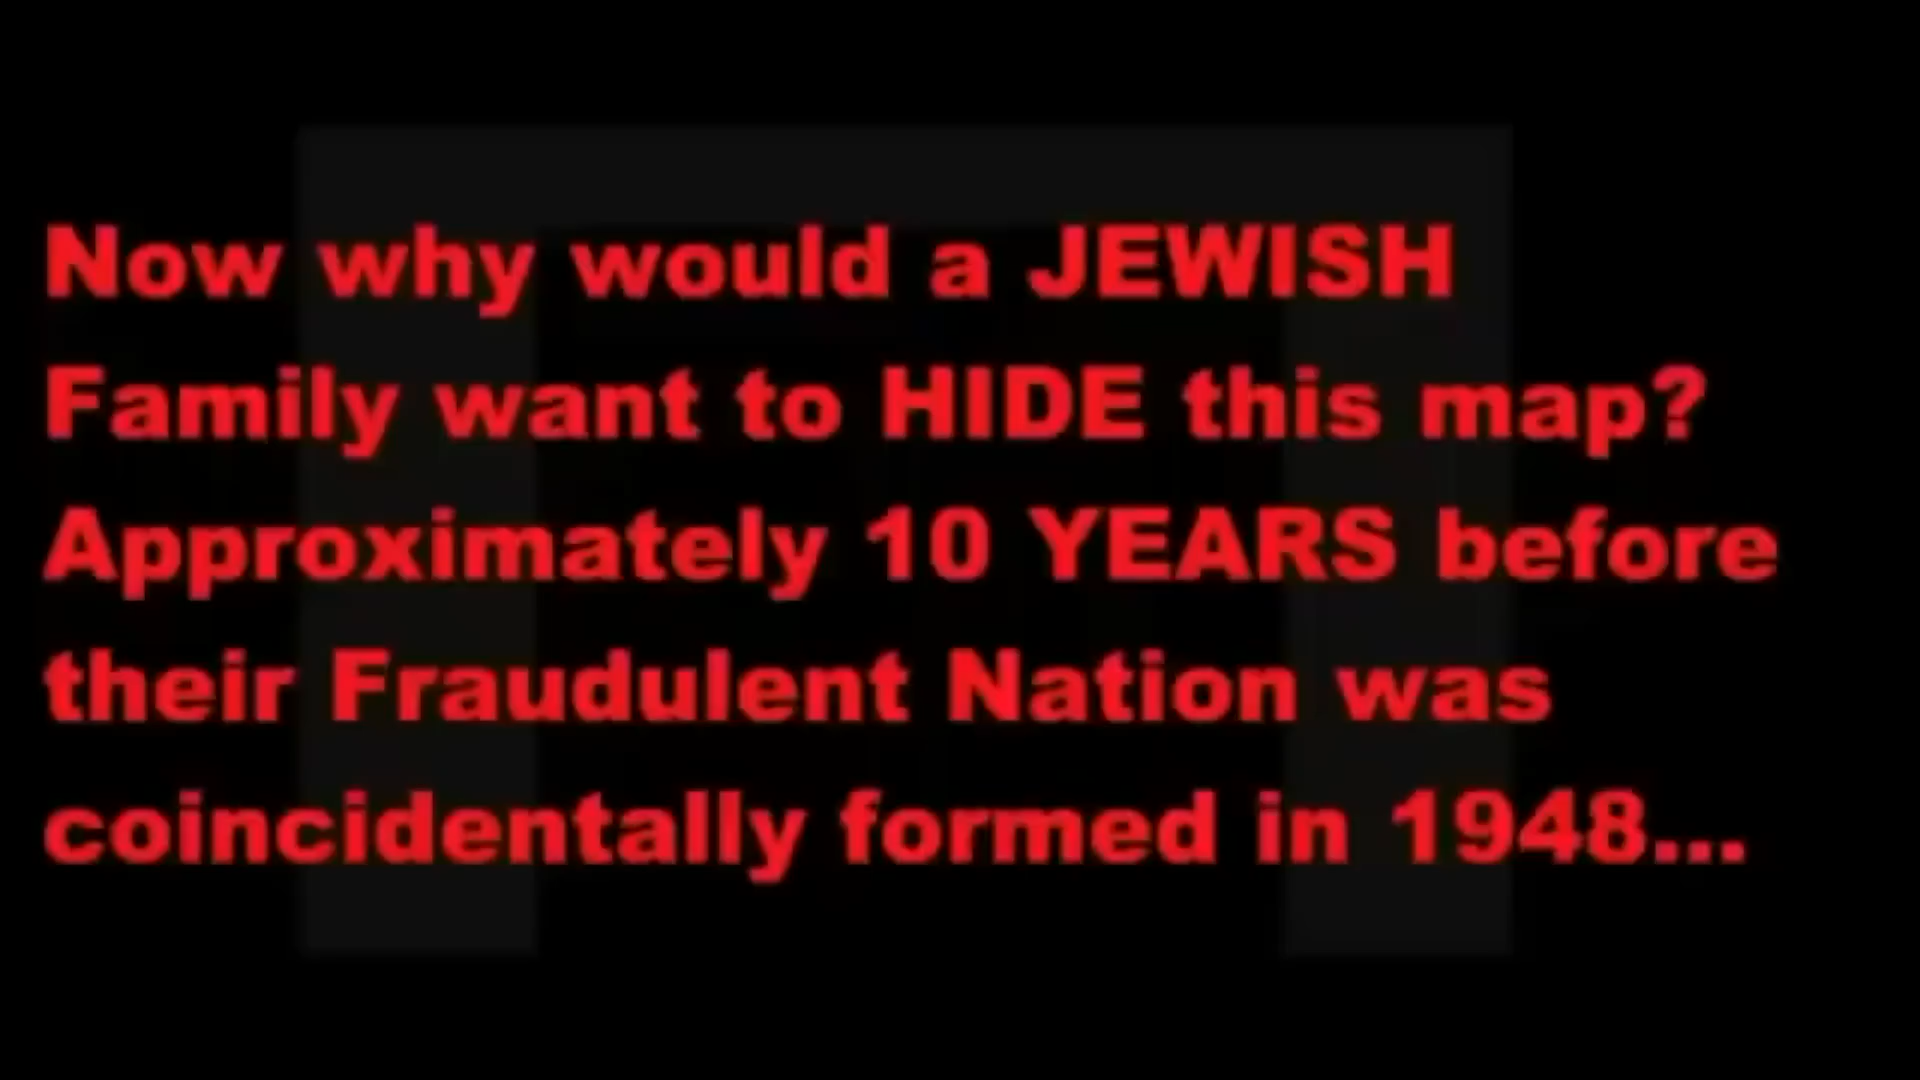 Now why would a JEWISH
Family want to HIDE this map?
Approximately 10 YEARS before
their Fraudulent Nation was
coincidentally formed in 1948...